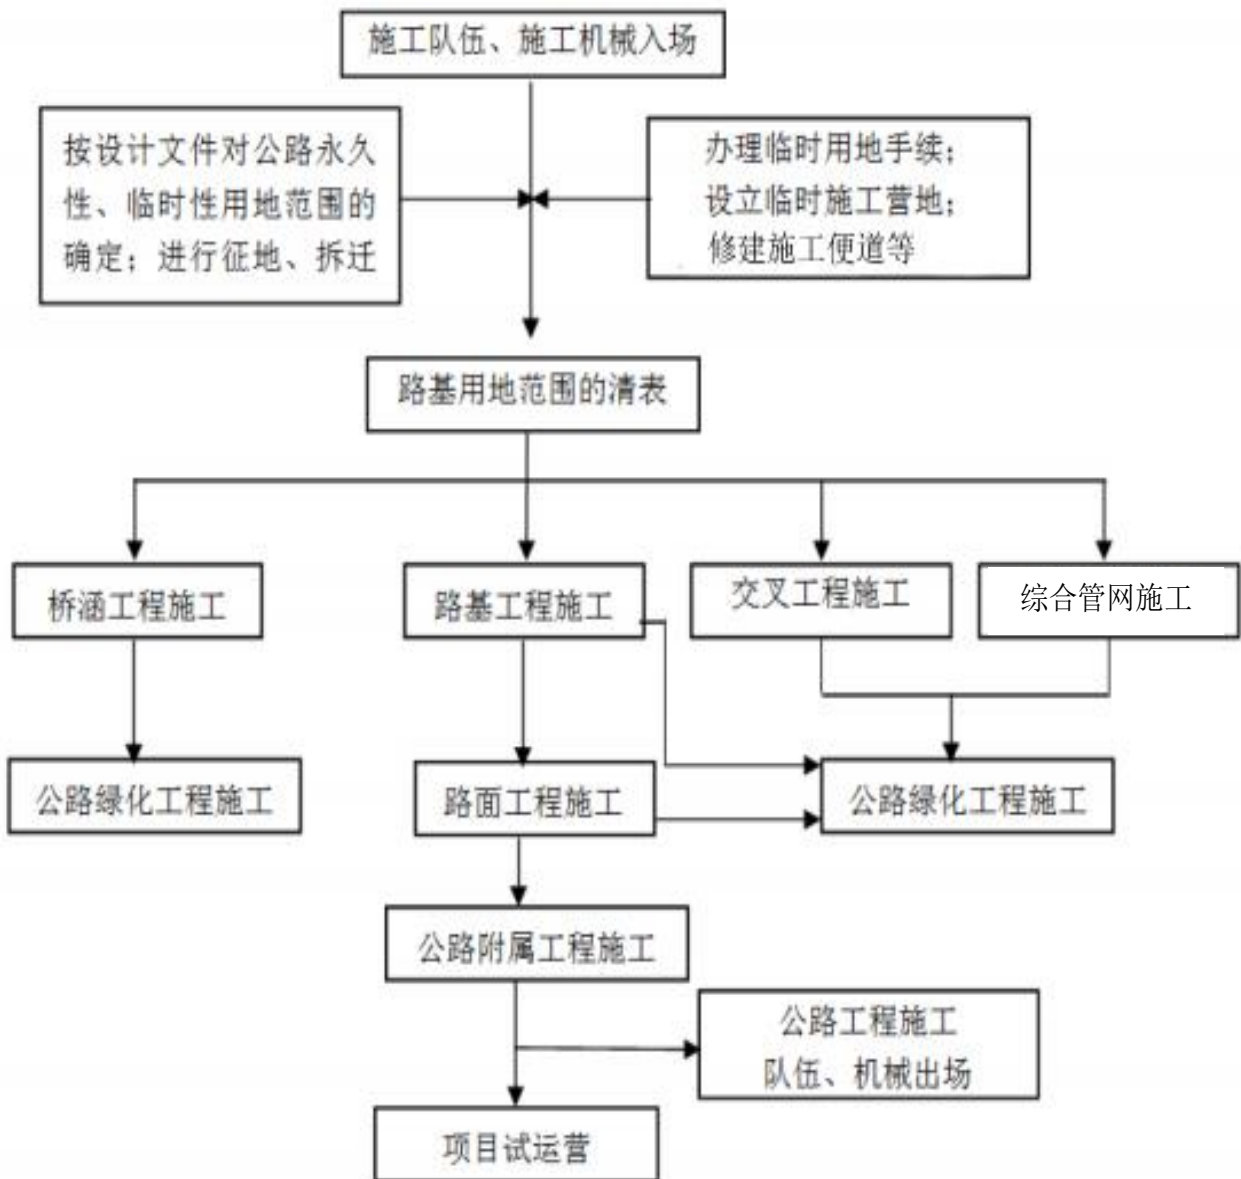 施工队伍、施工机械入场
按设计文件对公路永久
性、临时性用地范围的
确定；进行征地、拆迁
办理临时用地手续；
设立临时施工营地；
修建施工便道等
路基用地范围的清表
桥涵工程施工
路基工程施工
交叉工程施工
综合管网施工
公路绿化工程施工
路面工程施工
公路绿化工程施工
公路附属工程施工
公路工程施工
队伍、机械出场
项目试运营